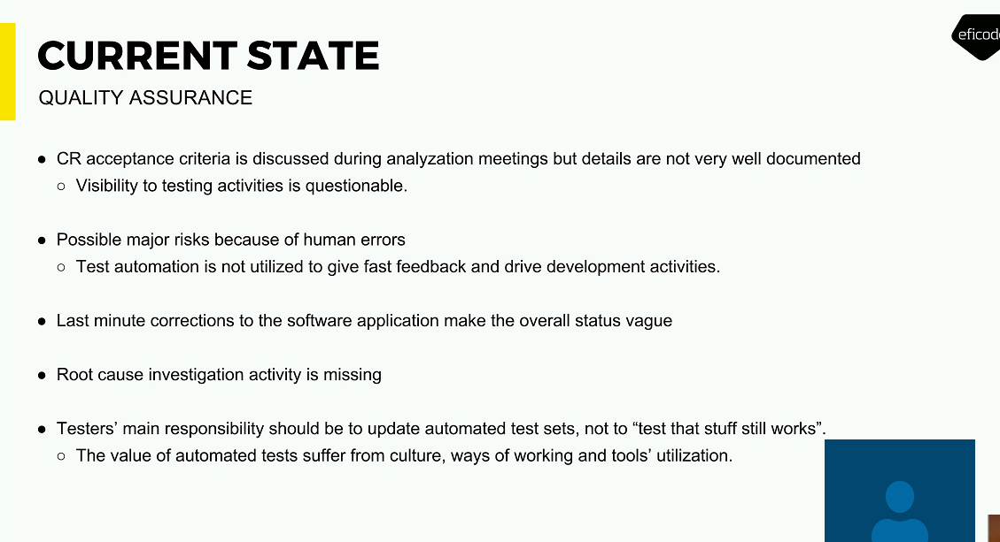 eficode
CURRENT STATE
QUALITY ASSURANCE
● CR acceptance criteria is discussed during analyzation meetings but details are not very well documented
○ Visibility to testing activities is questionable.
● Possible major risks because of human errors
○ Test automation is not utilized to give fast feedback and drive development activities.
● Last minute corrections to the software application make the overall status vague
● Root cause investigation activity is missing
● Testers’ main responsibility should be to update automated test sets, not to “test that stuff still works”.
○ The value of automated tests suffer from culture, ways of working and tools’ utilization.